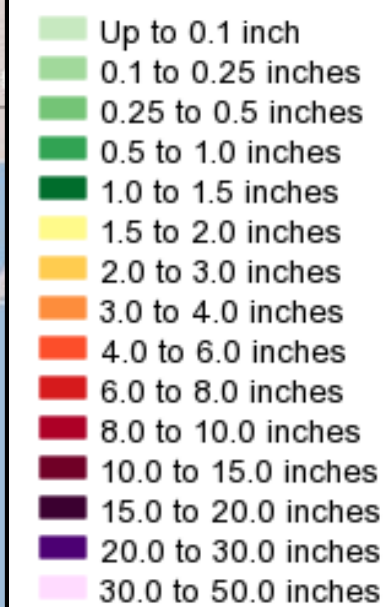 Up to 0.1 inch
0.1 to 0.25 inches
0.25 to 0.5 inches
0.5 to 1.0 inches
1.0 to 1.5 inches
1.5 to 2.0 inches
2.0 to 3.0 inches
3.0 to 4.0 inches
4.0 to 6.0 inches
6.0 to 8.0 inches
8.0 to 10.0 inches
10.0 to 15.0 inches
15.0 to 20.0 inches
20.0 to 30.0 inches
30.0 to 50.0 inches